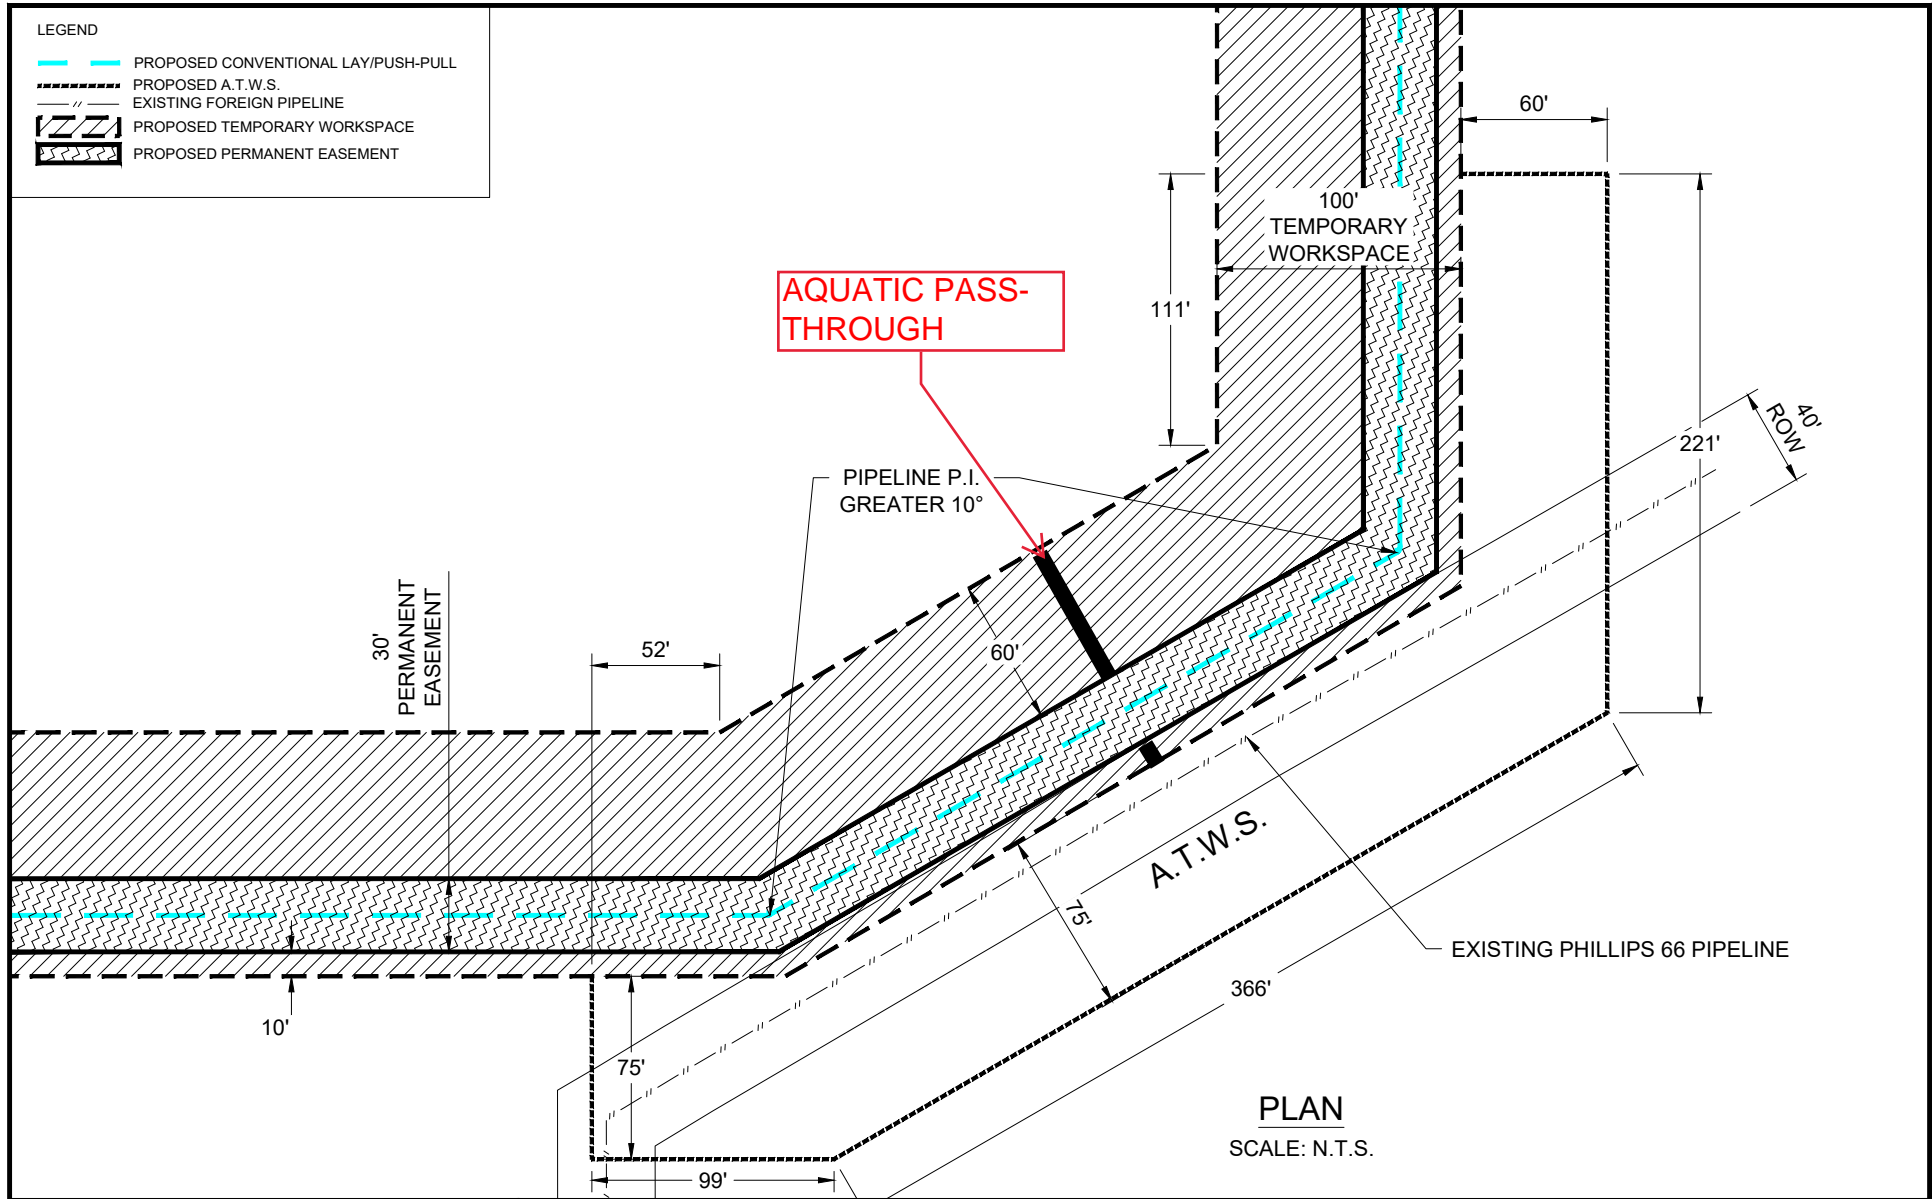 LEGEND
PROPOSED CONVENTIONAL LAY/PUSH-PULL
PROPOSED A.T.W.S.
EXISTING FOREIGN PIPELINE
PROPOSED TEMPORARY WORKSPACE
PROPOSED PERMANENT EASEMENT
60'
100'
TEMPORARY
WORKSPACE
111'
AQUATIC PASS-
THROUGH
40'
ROW
221'
PIPELINE P.I.
GREATER 10°
30'
PERMANENT
EASEMENT
52'
60'
A.T.W.S.
75'
EXISTING PHILLIPS 66 PIPELINE
366'
10'
75'
99'
PLAN
SCALE: N.T.S.